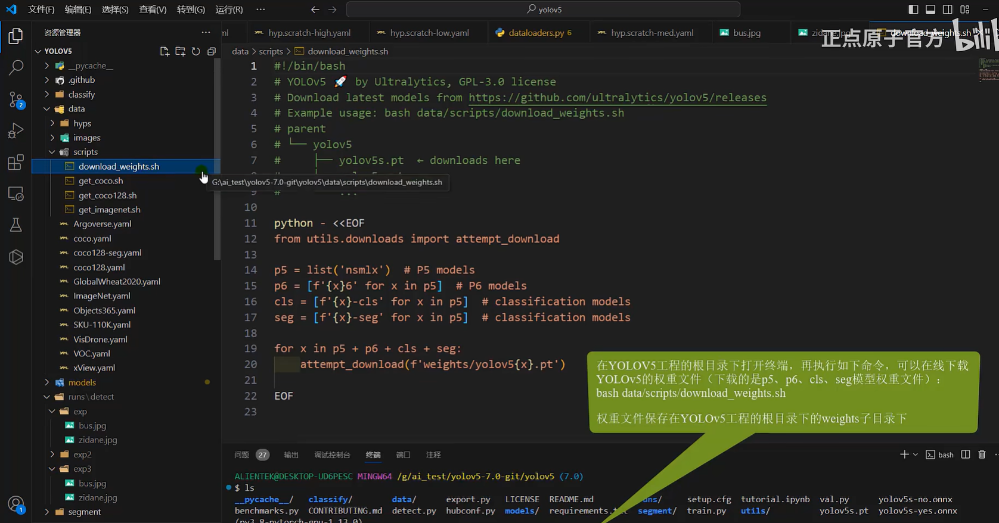 文件(F) 编辑(E) 选择(S) 查看(V) 转到(G) 运行(R) ··· yolov5
资源管理器 ···
ml hyp.scratch-high.yaml hyp.scratch-low.yaml dataloaders.py 6 hyp.scratch-med.yaml bus.jpg download_weights.sh
正点原子官方 bili
YOLOV5
data > scripts > download_weights.sh
__pycache__
.github
classify
data
hyps
images
scripts
download_weights.sh
get_coco.sh
get_coco128.sh
get_imagenet.sh
Argoverse.yaml
coco.yaml
coco128-seg.yaml
coco128.yaml
GlobalWheat2020.yaml
ImageNet.yaml
Objects365.yaml
SKU-110K.yaml
VisDrone.yaml
VOC.yaml
xView.yaml
models
runs\detect
exp
bus.jpg
zidane.jpg
exp2
exp3
bus.jpg
zidane.jpg
segment
2
1
1 #!/bin/bash
2 # YOLOv5 🚀 by Ultralytics, GPL-3.0 license
3 # Download latest models from https://github.com/ultralytics/yolov5/releases
4 # Example usage: bash data/scripts/download_weights.sh
5 # parent
6 # └── yolov5
7 #     ├── yolov5s.pt  ← downloads here
G:\ai_test\yolov5-7.0-git\yolov5\data\scripts\download_weights.sh
9 #     ...
10
11 python - <<EOF
12 from utils.downloads import attempt_download
13
14 p5 = list('nsmlx')  # P5 models
15 p6 = [f'{x}6' for x in p5]  # P6 models
16 cls = [f'{x}-cls' for x in p5]  # classification models
17 seg = [f'{x}-seg' for x in p5]  # classification models
18
19 for x in p5 + p6 + cls + seg:
20     attempt_download(f'weights/yolov5{x}.pt')
21
22 EOF
23
在YOLOV5工程的根目录下打开终端，再执行如下命令，可以在线下载
YOLOv5的权重文件（下载的是p5、p6、cls、seg模型权重文件）：
bash data/scripts/download_weights.sh
权重文件保存在YOLOv5工程的根目录下的weights子目录下
问题 27 输出 调试控制台 终端 端口 注释 bash
ALIENTEK@DESKTOP-UD6PESC MINGW64 /g/ai_test/yolov5-7.0-git/yolov5 (7.0)
$ ls
__pycache__/ classify/ data/ export.py LICENSE README.md setup.cfg tutorial.ipynb val.py yolov5s-no.onnx
benchmarks.py CONTRIBUTING.md detect.py hubconf.py models/ segment/ train.py utils/ yolov5s.pt yolov5s-yes.onnx
(py3.8-pytorch-gpu-1.13.0)